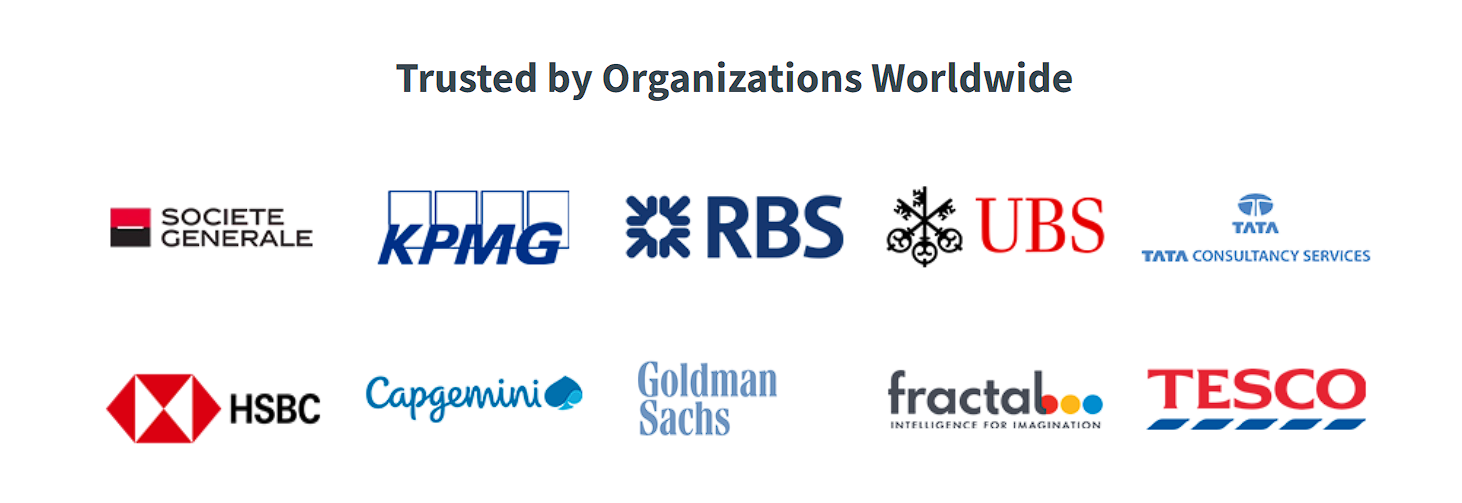 Trusted by Organizations Worldwide
SOCIETE
GENERALE
KPMG
RBS
UBS
TATA
TATA CONSULTANCY SERVICES
HSBC
Capgemini
Goldman
Sachs
fractal
INTELLIGENCE FOR IMAGINATION
TESCO